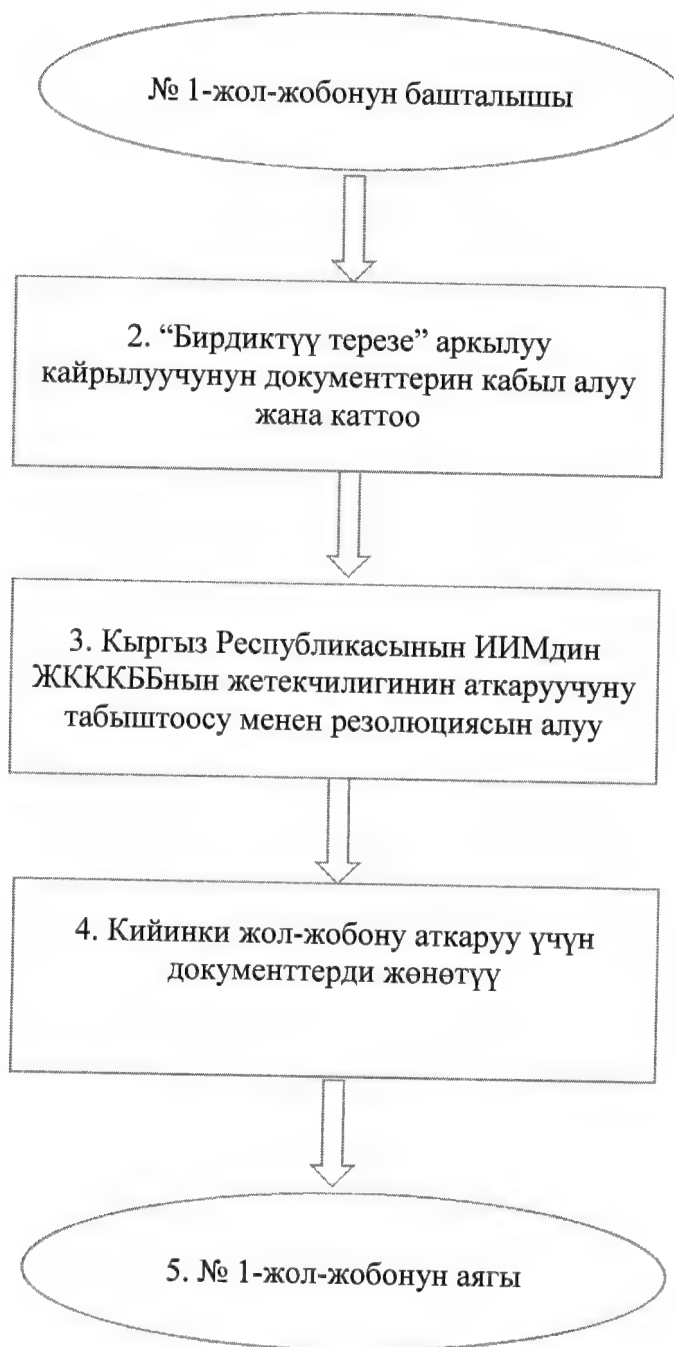 № 1-жол-жобонун башталышы
2. “Бирдиктүү терезе” аркылуу
кайрылуучунун документтерин кабыл алуу
жана каттоо
3. Кыргыз Республикасынын ИИМдин
ЖКККББнын жетекчилигинин аткаруучуну
табыштоосу менен резолюциясын алуу
4. Кийинки жол-жобону аткаруу үчүн
документтерди жөнөтүү
5. № 1-жол-жобонун аягы